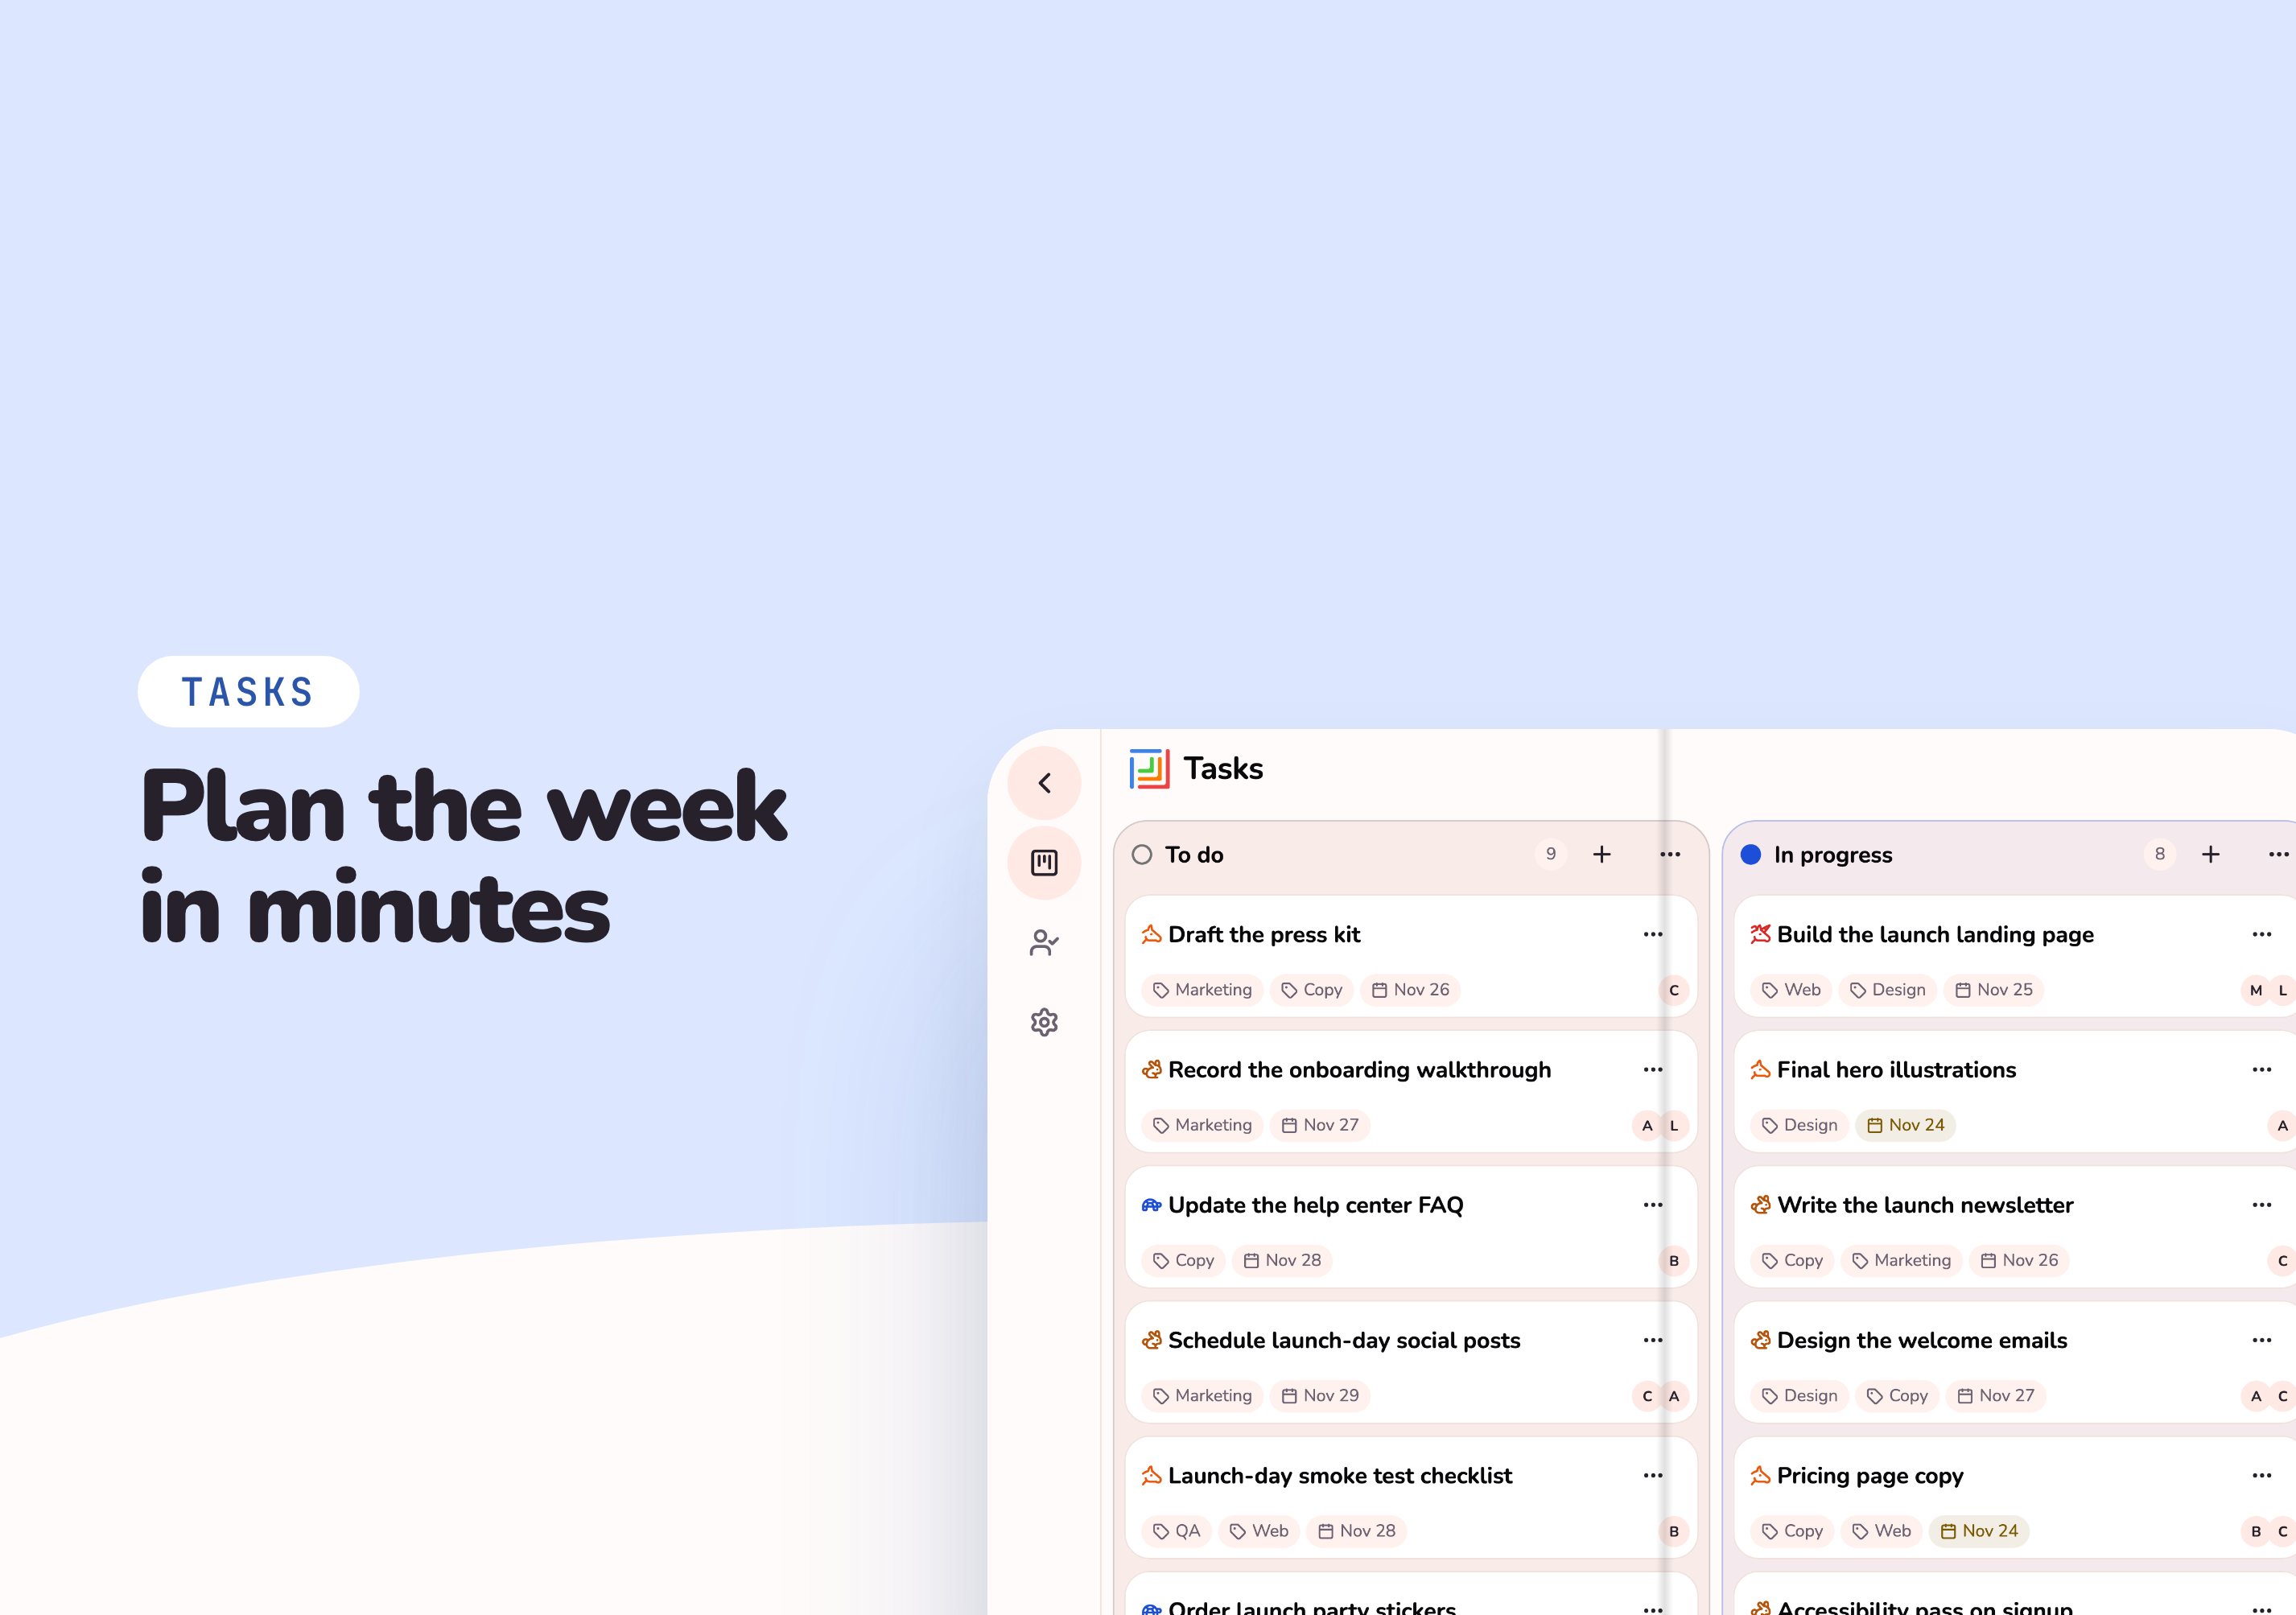 TASKS
Plan the week
in minutes
Tasks
To do 9
Draft the press kit
Marketing Copy Nov 26 C
Record the onboarding walkthrough
Marketing Nov 27 A L
Update the help center FAQ
Copy Nov 28 B
Schedule launch-day social posts
Marketing Nov 29 C A
Launch-day smoke test checklist
QA Web Nov 28 B
Order launch party stickers
In progress 8
Build the launch landing page
Web Design Nov 25 M L
Final hero illustrations
Design Nov 24 A
Write the launch newsletter
Copy Marketing Nov 26 C
Design the welcome emails
Design Copy Nov 27 A C
Pricing page copy
Copy Web Nov 24 B C
Accessibility pass on signup